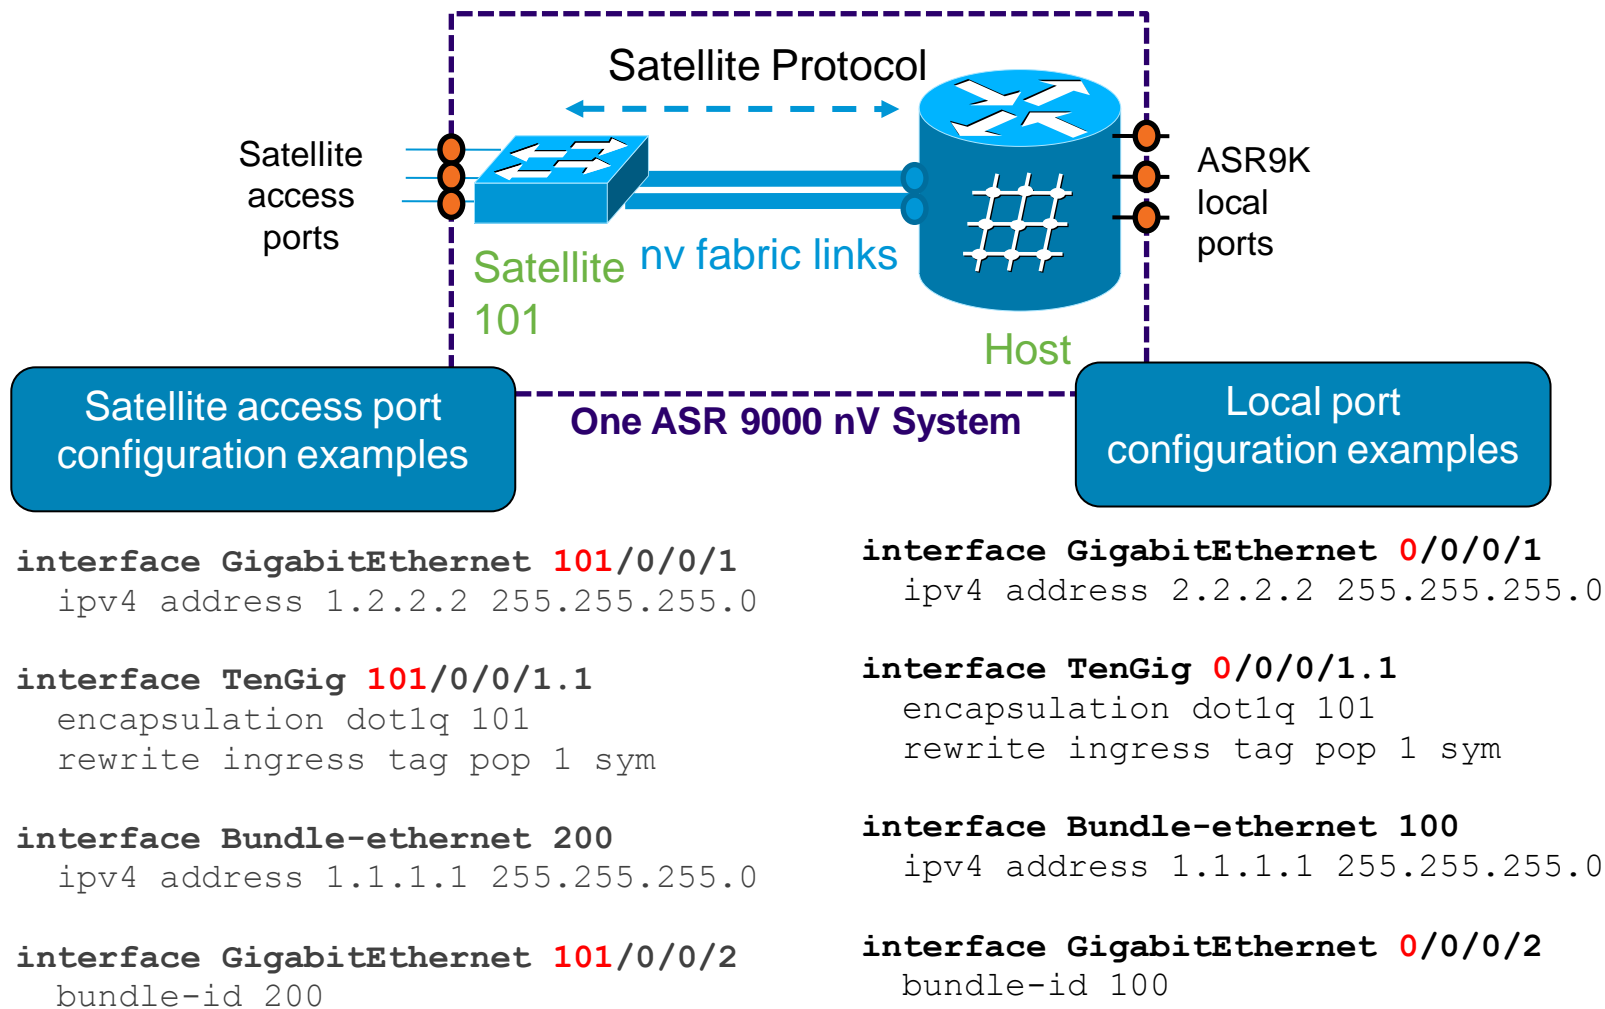 Satellite Protocol
Satellite
access
ports
ASR9K
local
ports
Satellite
101
nv fabric links
Host
One ASR 9000 nV System
Satellite access port
configuration examples
Local port
configuration examples
interface GigabitEthernet 101/0/0/1
ipv4 address 1.2.2.2 255.255.255.0
interface TenGig 101/0/0/1.1
encapsulation dot1q 101
rewrite ingress tag pop 1 sym
interface Bundle-ethernet 200
ipv4 address 1.1.1.1 255.255.255.0
interface GigabitEthernet 101/0/0/2
bundle-id 200
interface GigabitEthernet 0/0/0/1
ipv4 address 2.2.2.2 255.255.255.0
interface TenGig 0/0/0/1.1
encapsulation dot1q 101
rewrite ingress tag pop 1 sym
interface Bundle-ethernet 100
ipv4 address 1.1.1.1 255.255.255.0
interface GigabitEthernet 0/0/0/2
bundle-id 100